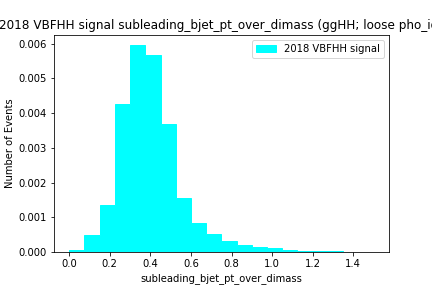 2018 VBFHH signal subleading_bjet_pt_over_dimass (ggHH; loose
0.006
0.005
0.004
0.003
0.002
0.001
0.000
Number of Events
2018 VBFHH signal
0.0 0.2 0.4 0.6 0.8 1.0 1.2 1.4
subleading_bjet_pt_over_dimass